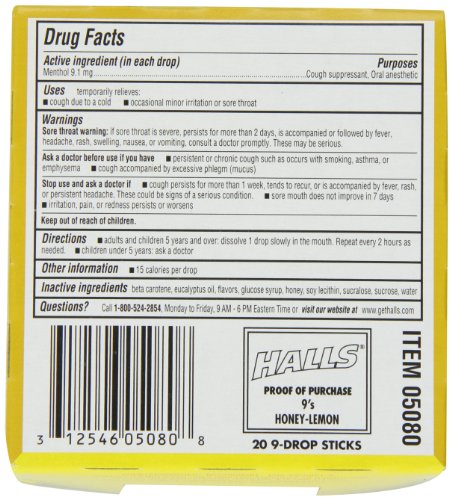 Drug Facts
Active ingredient (in each drop) Purposes
Menthol 9.1 mg Cough suppressant, Oral anesthetic
Uses temporarily relieves:
■ cough due to a cold ■ occasional minor irritation or sore throat
Warnings
Sore throat warning: if sore throat is severe, persists for more than 2 days, is accompanied or followed by fever,
headache, rash, swelling, nausea, or vomiting, consult a doctor promptly. These may be serious.
Ask a doctor before use if you have ■ persistent or chronic cough such as occurs with smoking, asthma, or
emphysema ■ cough accompanied by excessive phlegm (mucus)
Stop use and ask a doctor if ■ cough persists for more than 1 week, tends to recur, or is accompanied by fever, rash,
or persistent headache. These could be signs of a serious condition. ■ sore mouth does not improve in 7 days
■ irritation, pain, or redness persists or worsens
Keep out of reach of children.
Directions ■ adults and children 5 years and over: dissolve 1 drop slowly in the mouth. Repeat every 2 hours as
needed. ■ children under 5 years: ask a doctor
Other information ■ 15 calories per drop
Inactive ingredients beta carotene, eucalyptus oil, flavors, glucose syrup, honey, soy lecithin, sucralose, sucrose, water
Questions? Call 1-800-524-2854, Monday to Friday, 9 AM - 6 PM Eastern Time or visit our website at www.gethalls.com
HALLS®
PROOF OF PURCHASE
9's
HONEY-LEMON
20 9-DROP STICKS
3 12546 05080 8
ITEM 05080